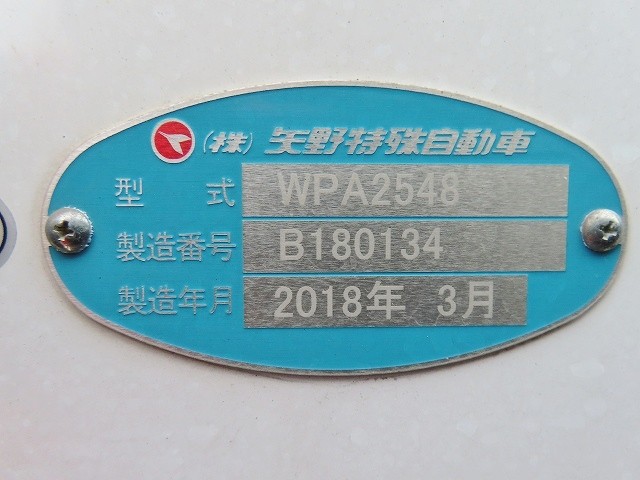 (株) 矢野特殊自動車
型式 WPA2548
製造番号 B180134
製造年月 2018年 3月